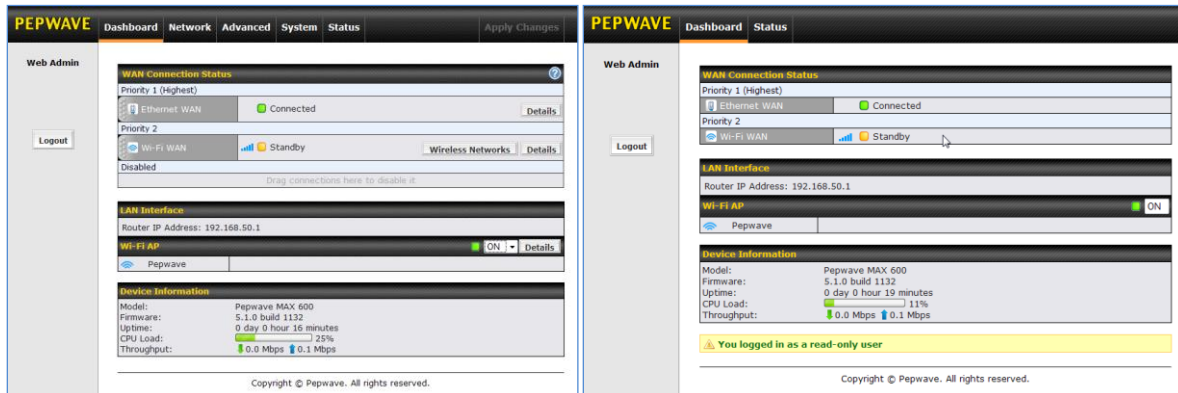 PEPWAVE Dashboard Network Advanced System Status Apply Changes
Web Admin
Logout
WAN Connection Status
Priority 1 (Highest)
Ethernet WAN Connected Details
Priority 2
Wi-Fi WAN Standby Wireless Networks Details
Disabled
Drag connections here to disable it
LAN Interface
Router IP Address: 192.168.50.1
Wi-Fi AP ON Details
Pepwave
Device Information
Model: Pepwave MAX 600
Firmware: 5.1.0 build 1132
Uptime: 0 day 0 hour 16 minutes
CPU Load: 25%
Throughput: 0.0 Mbps 0.1 Mbps
Copyright © Pepwave. All rights reserved.
PEPWAVE Dashboard Status
Web Admin
Logout
WAN Connection Status
Priority 1 (Highest)
Ethernet WAN Connected
Priority 2
Wi-Fi WAN Standby
LAN Interface
Router IP Address: 192.168.50.1
Wi-Fi AP ON
Pepwave
Device Information
Model: Pepwave MAX 600
Firmware: 5.1.0 build 1132
Uptime: 0 day 0 hour 19 minutes
CPU Load: 11%
Throughput: 0.0 Mbps 0.1 Mbps
You logged in as a read-only user
Copyright © Pepwave. All rights reserved.